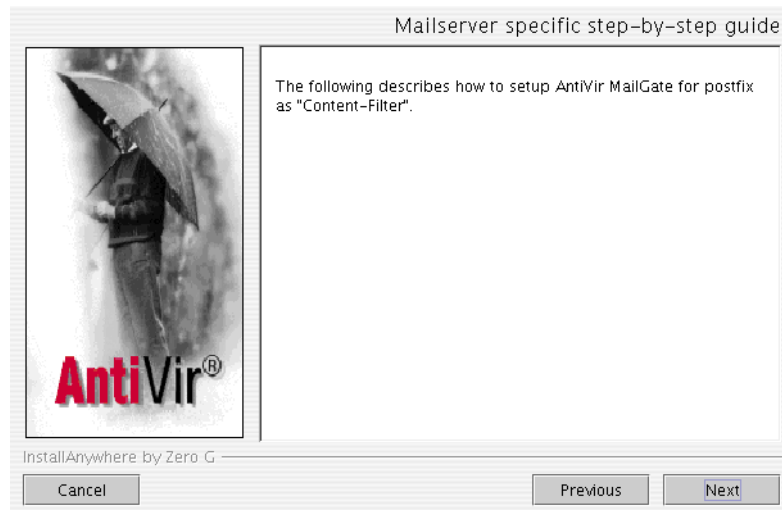 Mailserver specific step-by-step guide
The following describes how to setup AntiVir MailGate for postfix
as "Content-Filter".
AntiVir®
InstallAnywhere by Zero G
Cancel
Previous
Next